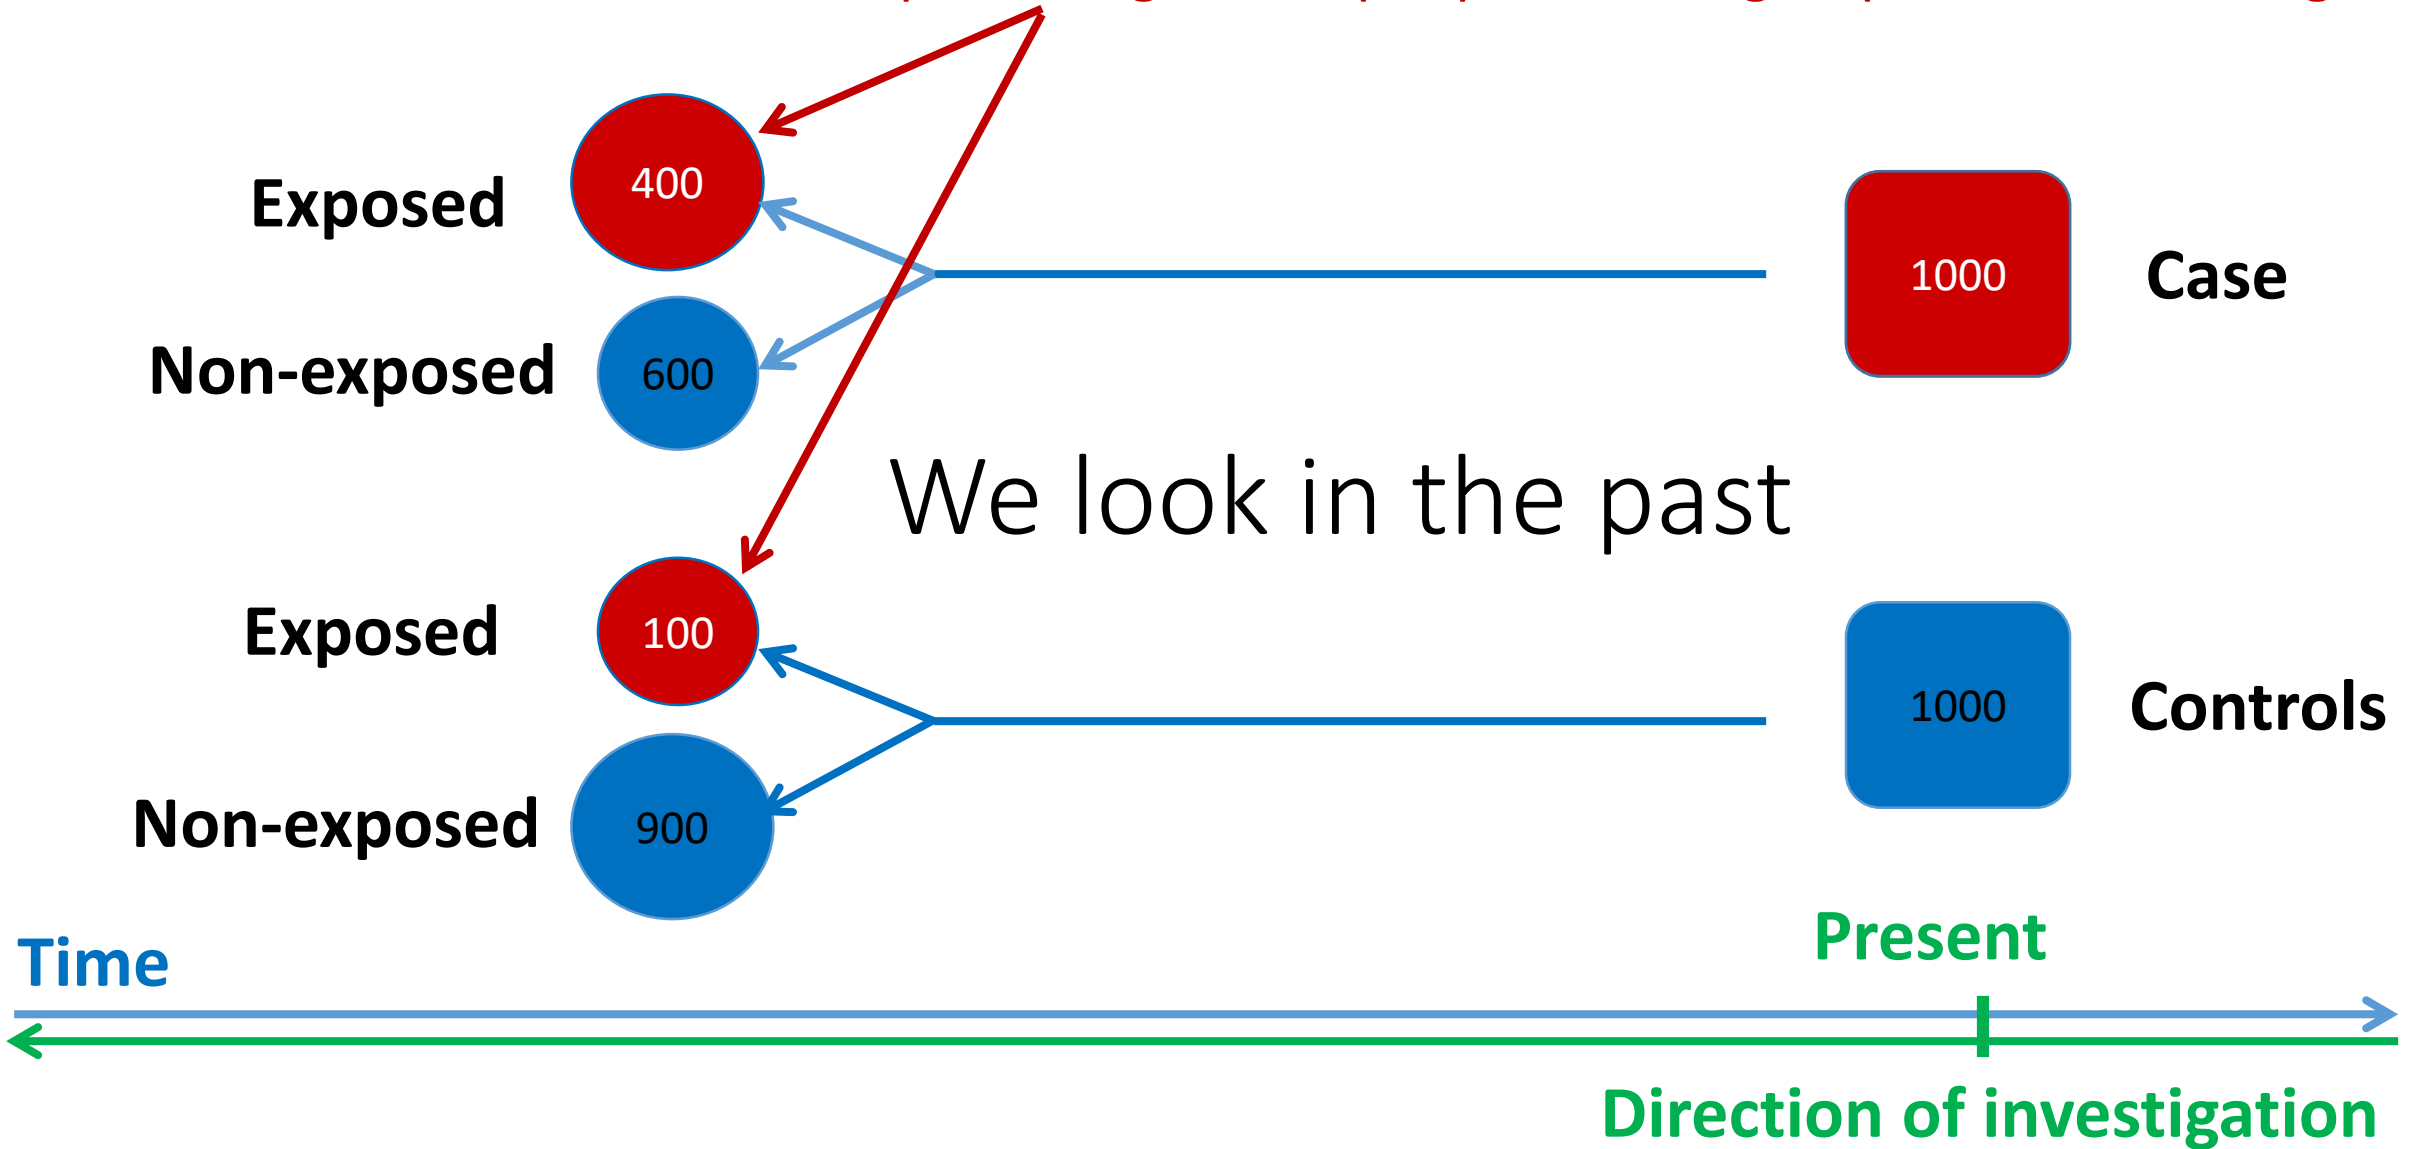 400
Exposed
1000
Case
Non-exposed
600
We look in the past
Exposed
100
1000
Controls
Non-exposed
900
Present
Time
Direction of investigation